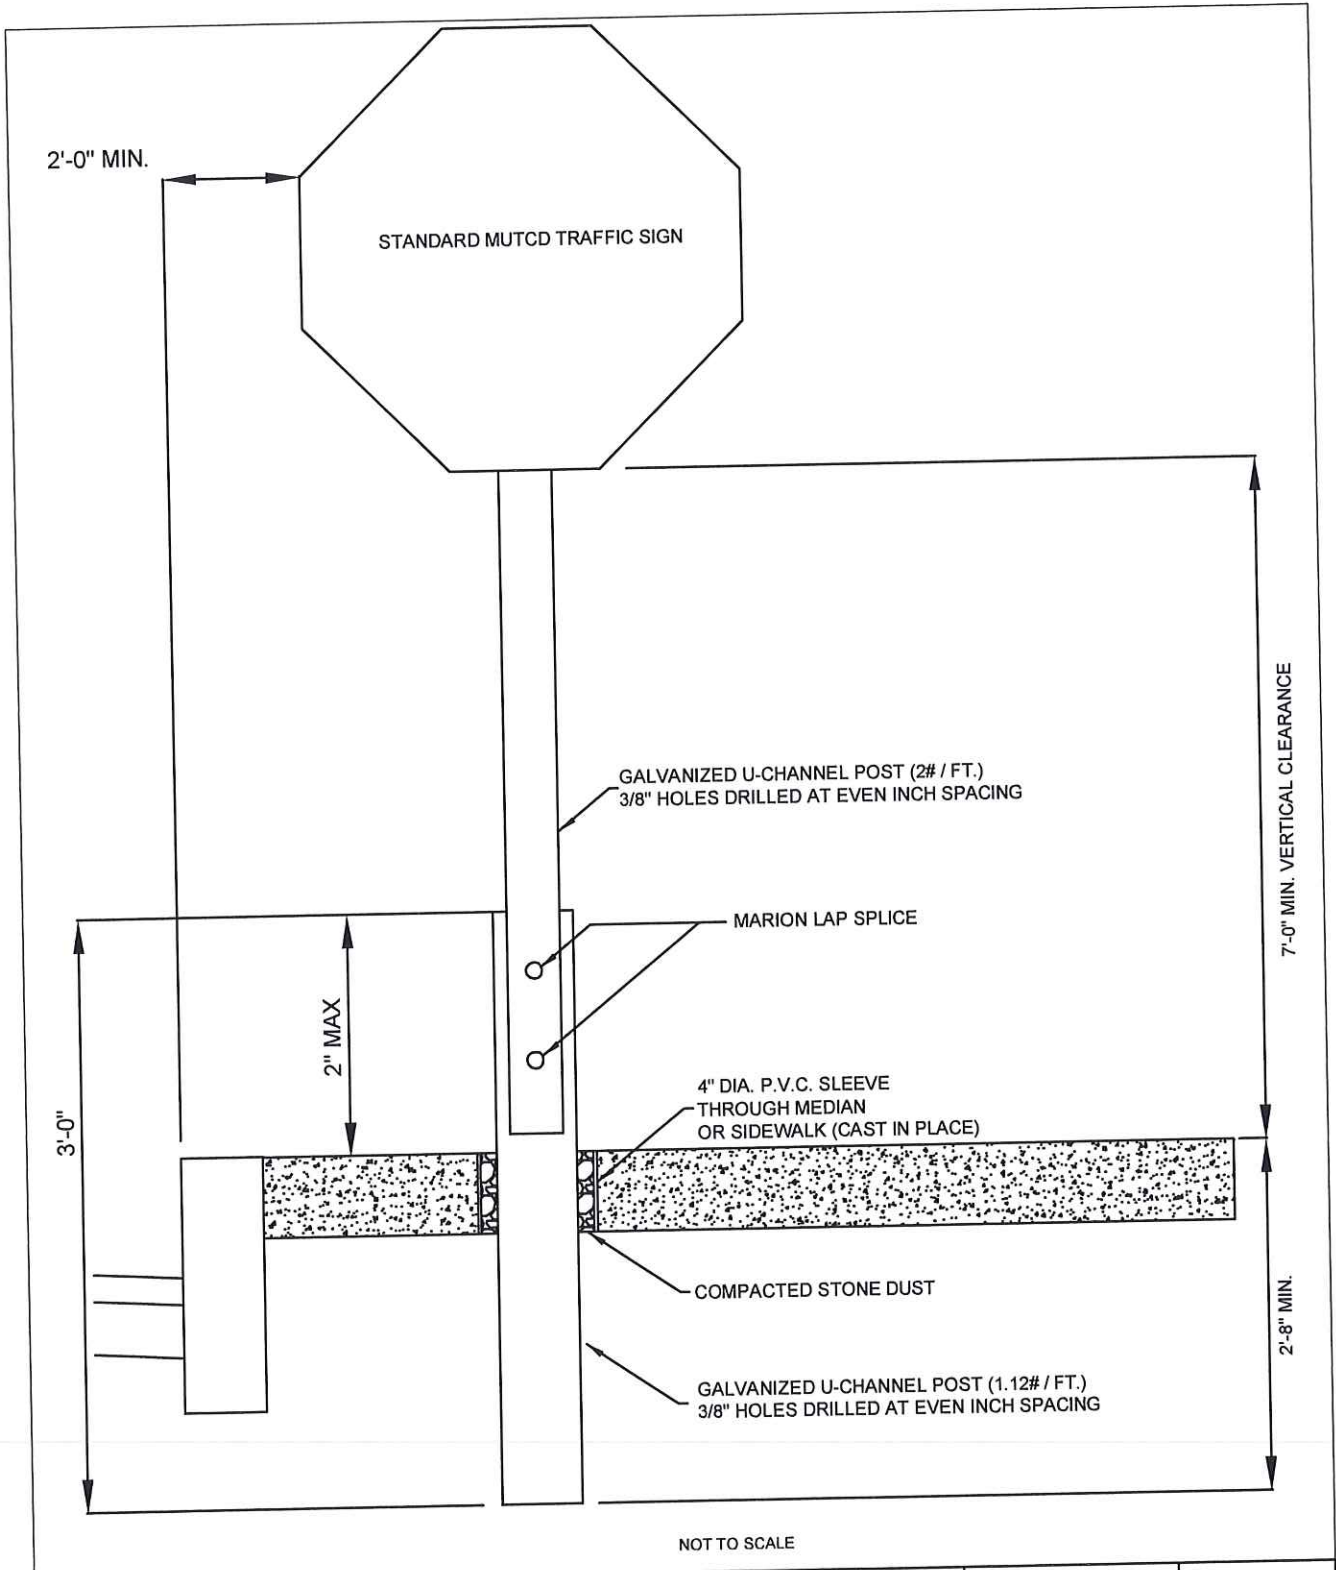 2'-0" MIN.
STANDARD MUTCD TRAFFIC SIGN
GALVANIZED U-CHANNEL POST (2# / FT.)
3/8" HOLES DRILLED AT EVEN INCH SPACING
7'-0" MIN. VERTICAL CLEARANCE
MARION LAP SPLICE
2" MAX
3'-0"
4" DIA. P.V.C. SLEEVE
THROUGH MEDIAN
OR SIDEWALK (CAST IN PLACE)
COMPACTED STONE DUST
2'-8" MIN.
GALVANIZED U-CHANNEL POST (1.12# / FT.)
3/8" HOLES DRILLED AT EVEN INCH SPACING
NOT TO SCALE